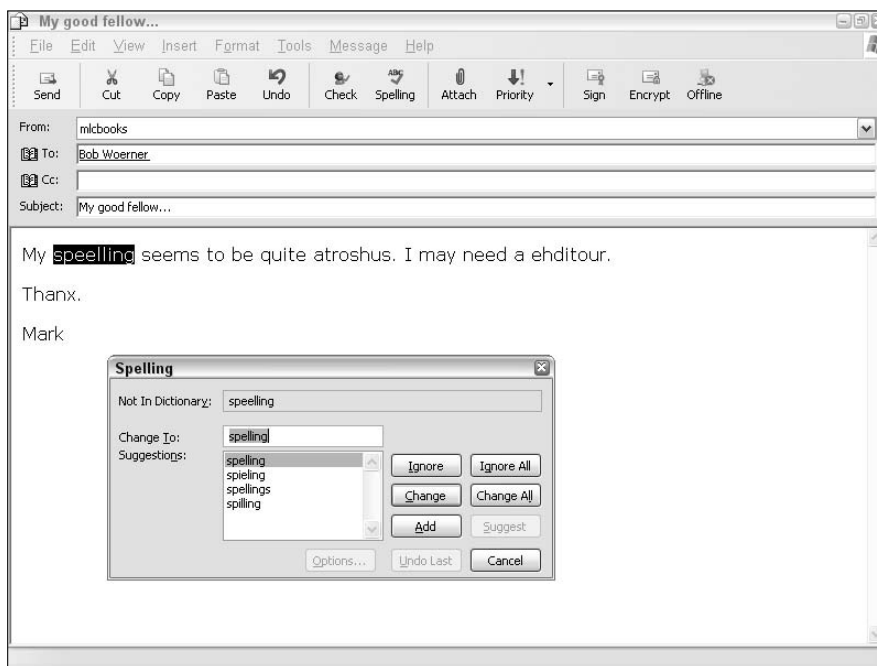 My good fellow...
File Edit View Insert Format Tools Message Help
Send Cut Copy Paste Undo Check Spelling Attach Priority Sign Encrypt Offline
From: mlcbooks
To: Bob Woerner
Cc:
Subject: My good fellow...
My speelling seems to be quite atroshus. I may need a ehditour.
Thanx.
Mark
Spelling
Not In Dictionary: speelling
Change To: spelling
Suggestions:
spelling
spieling
spellings
spilling
Ignore Ignore All
Change Change All
Add Suggest
Options... Undo Last Cancel